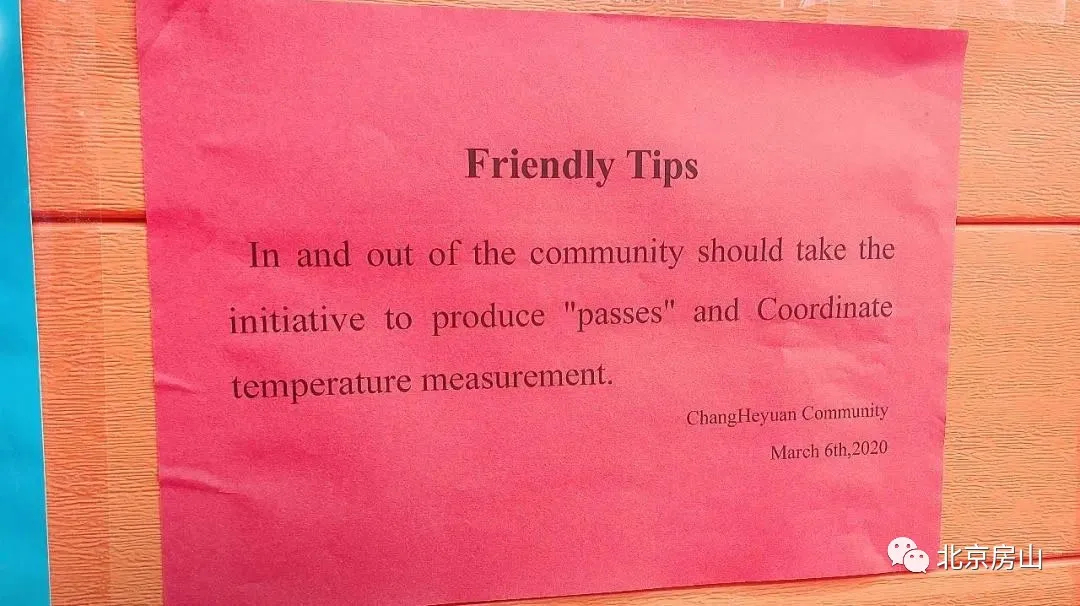 Friendly Tips
In and out of the community should take the
initiative to produce "passes" and Coordinate
temperature measurement.
ChangHeyuan Community
March 6th,2020
北京房山